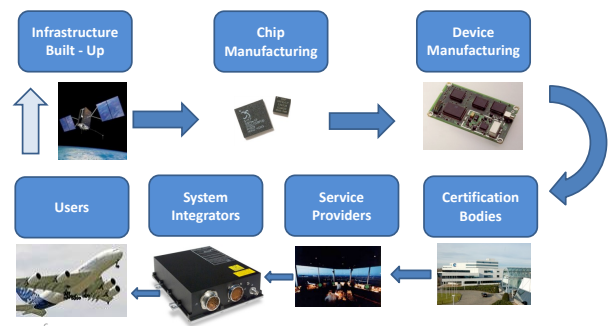 Infrastructure
Built - Up
Chip
Manufacturing
Device
Manufacturing
Users
System
Integrators
Service
Providers
Certification
Bodies